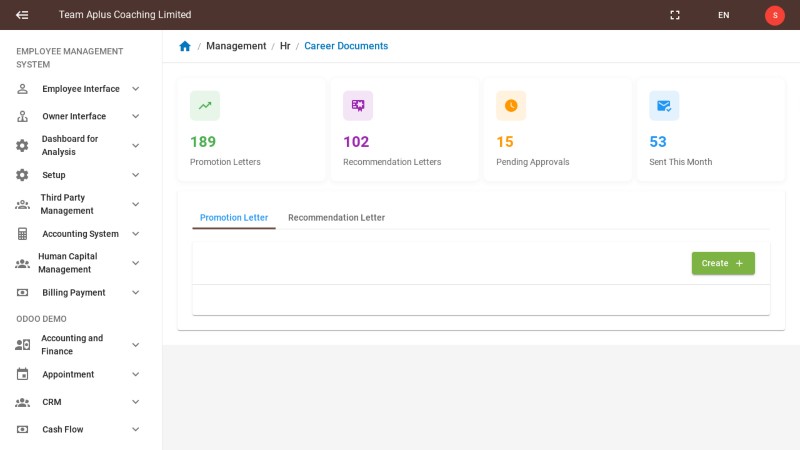 Team Aplus Coaching Limited
EN
S
EMPLOYEE MANAGEMENT
SYSTEM
Employee Interface
Owner Interface
Dashboard for
Analysis
Setup
Third Party
Management
Accounting System
Human Capital
Management
Billing Payment
ODOO DEMO
Accounting and
Finance
Appointment
CRM
Cash Flow
/ Management / Hr / Career Documents
189
Promotion Letters
102
Recommendation Letters
15
Pending Approvals
53
Sent This Month
Promotion Letter
Recommendation Letter
Create +